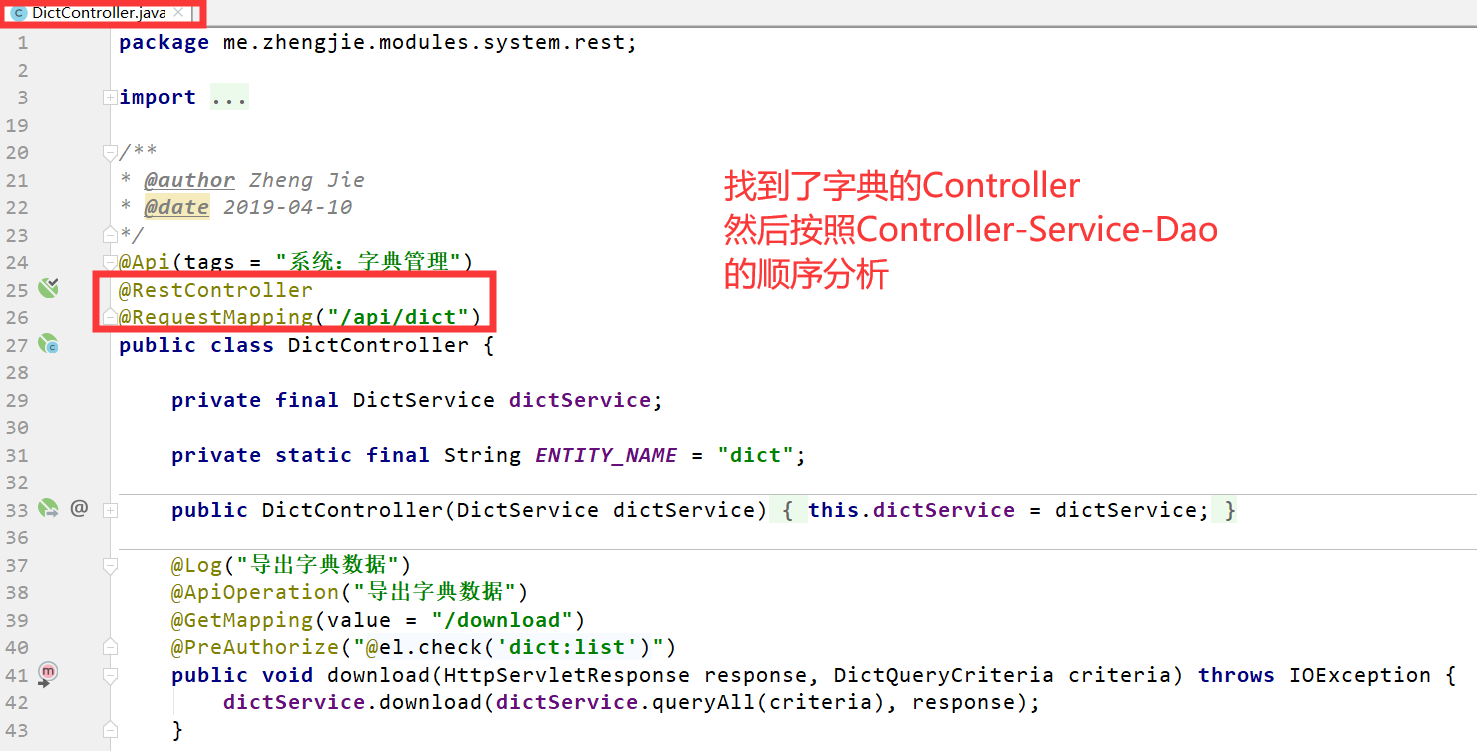 DictController.java
1 package me.zhengjie.modules.system.rest;
2
3 import ...
19
20 /**
21 * @author Zheng Jie
22 * @date 2019-04-10
23 */
24 @Api(tags = "系统：字典管理")
25 @RestController
26 @RequestMapping("/api/dict")
27 public class DictController {
28
29 private final DictService dictService;
30
31 private static final String ENTITY_NAME = "dict";
32
33 @ public DictController(DictService dictService) { this.dictService = dictService; }
36
37 @Log("导出字典数据")
38 @ApiOperation("导出字典数据")
39 @GetMapping(value = "/download")
40 @PreAuthorize("@el.check('dict:list')")
41 public void download(HttpServletResponse response, DictQueryCriteria criteria) throws IOException {
42 dictService.download(dictService.queryAll(criteria), response);
43 }
找到了字典的Controller
然后按照Controller-Service-Dao
的顺序分析